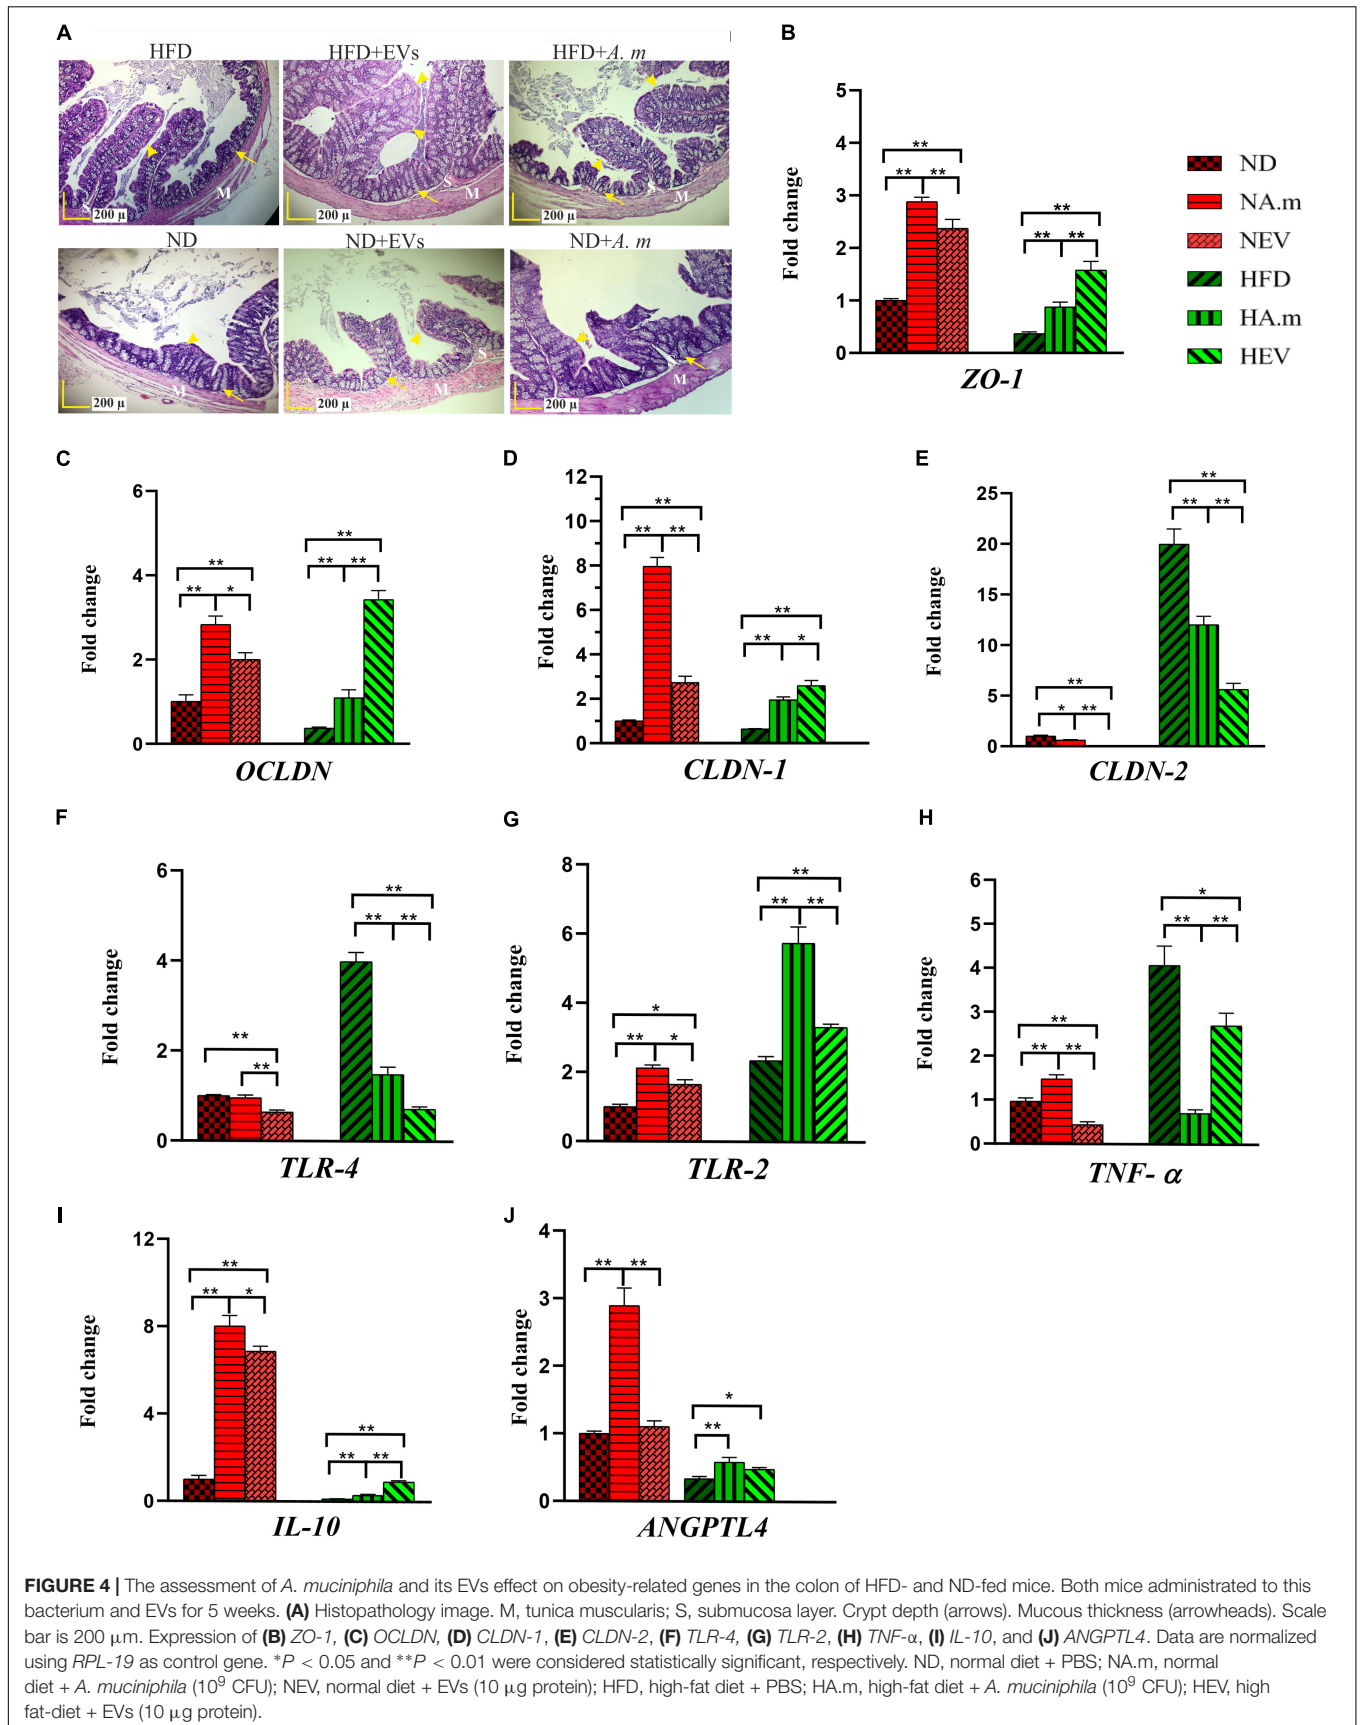 A
HFD
HFD+EVs
HFD+A. m
S
M
200 µ
S
M
200 µ
S
M
200 µ
ND
ND+EVs
ND+A. m
M
200 µ
S
M
200 µ
M
200 µ
B
Fold change
5
4
3
2
1
0
**
**
**
**
**
**
ZO-1
ND
NA.m
NEV
HFD
HA.m
HEV
C
Fold change
6
4
2
0
**
**
*
**
**
**
OCLDN
D
Fold change
12
10
8
6
4
2
0
**
**
**
**
**
*
CLDN-1
E
Fold change
25
20
15
10
5
0
**
*
**
**
**
**
CLDN-2
F
Fold change
6
4
2
0
**
**
**
**
**
TLR-4
G
Fold change
8
6
4
2
0
*
**
*
**
**
**
TLR-2
H
Fold change
6
5
4
3
2
1
0
**
**
**
*
**
**
TNF- α
I
Fold change
12
8
4
0
**
**
*
**
**
**
IL-10
J
Fold change
4
3
2
1
0
**
**
*
**
ANGPTL4
FIGURE 4 | The assessment of A. muciniphila and its EVs effect on obesity-related genes in the colon of HFD- and ND-fed mice. Both mice administrated to this
bacterium and EVs for 5 weeks. (A) Histopathology image. M, tunica muscularis; S, submucosa layer. Crypt depth (arrows). Mucous thickness (arrowheads). Scale
bar is 200 µm. Expression of (B) ZO-1, (C) OCLDN, (D) CLDN-1, (E) CLDN-2, (F) TLR-4, (G) TLR-2, (H) TNF-α, (I) IL-10, and (J) ANGPTL4. Data are normalized
using RPL-19 as control gene. *P < 0.05 and **P < 0.01 were considered statistically significant, respectively. ND, normal diet + PBS; NA.m, normal
diet + A. muciniphila (10⁹ CFU); NEV, normal diet + EVs (10 µg protein); HFD, high-fat diet + PBS; HA.m, high-fat diet + A. muciniphila (10⁹ CFU); HEV, high
fat-diet + EVs (10 µg protein).